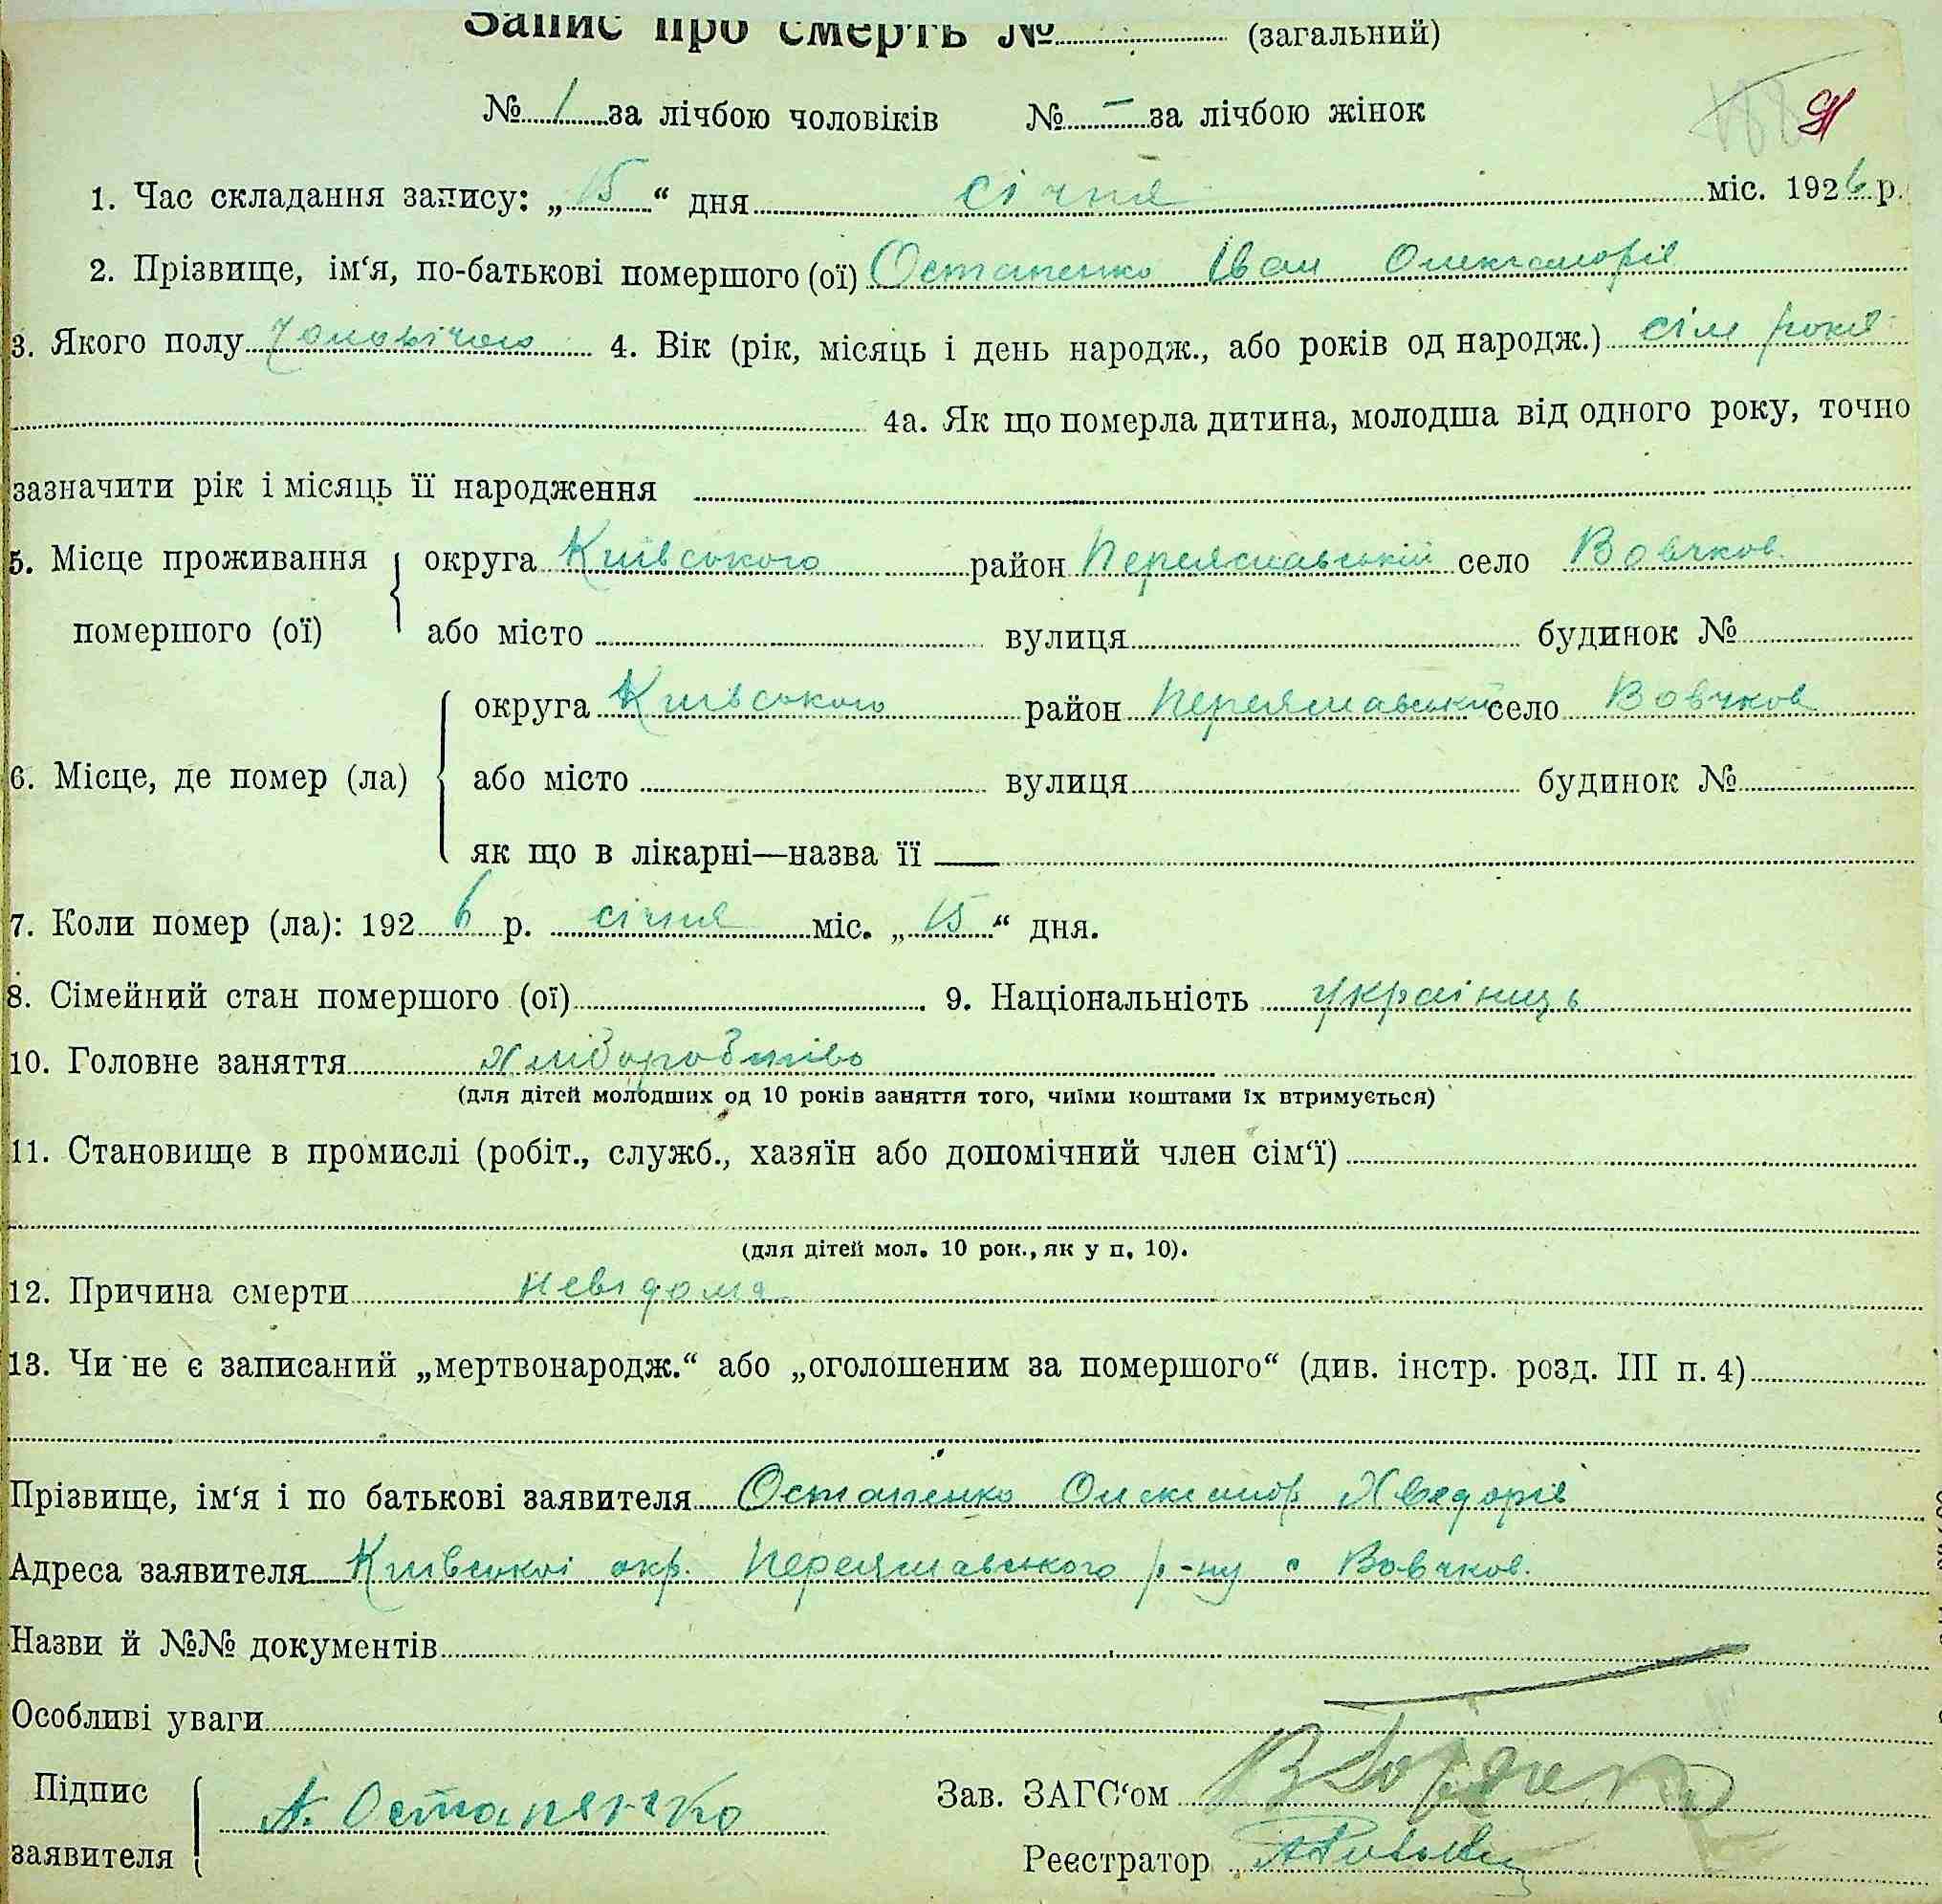 Запис про смерть № (загальний)
№ 1 за лічбою чоловіків № — за лічбою жінок
91
1. Час складання запису: „15“ дня січня міс. 1926 р.
2. Прізвище, ім‘я, по-батькові помершого (ої) Остапенко Іван Олексаморів
3. Якого полу Чоловічого 4. Вік (рік, місяць і день народж., або років од народж.) сім років
4а. Як що померла дитина, молодша від одного року, точно
зазначити рік і місяць її народження
5. Місце проживання округа Київського район Переяславській село Вовчков.
помершого (ої) або місто вулиця будинок №
округа Київського район Переяславський село Вовчков
6. Місце, де помер (ла) або місто вулиця будинок №
як що в лікарні—назва її
7. Коли помер (ла): 1926 р. січня міс. „15“ дня.
8. Сімейний стан помершого (ої) 9. Національність українць
10. Головне заняття Хліборобтво
(для дітей молодших од 10 років заняття того, чиїми коштами їх втримується)
11. Становище в промислі (робіт., служб., хазяїн або допомічний член сім‘ї)
(для дітей мол. 10 рок., як у п. 10).
12. Причина смерти невідома
13. Чи не є записаний „мертвонародж.“ або „оголошеним за помершого“ (див. інстр. розд. III п. 4)
Прізвище, ім‘я і по батькові заявителя Остапенко Хведорів
Адреса заявителя Київської окр. Переяславського р-ну с Вовчков.
Назви й №№ документів
Особливі уваги
Підпис Зав. ЗАГС‘ом
А. Остапенко
заявителя Реєстратор